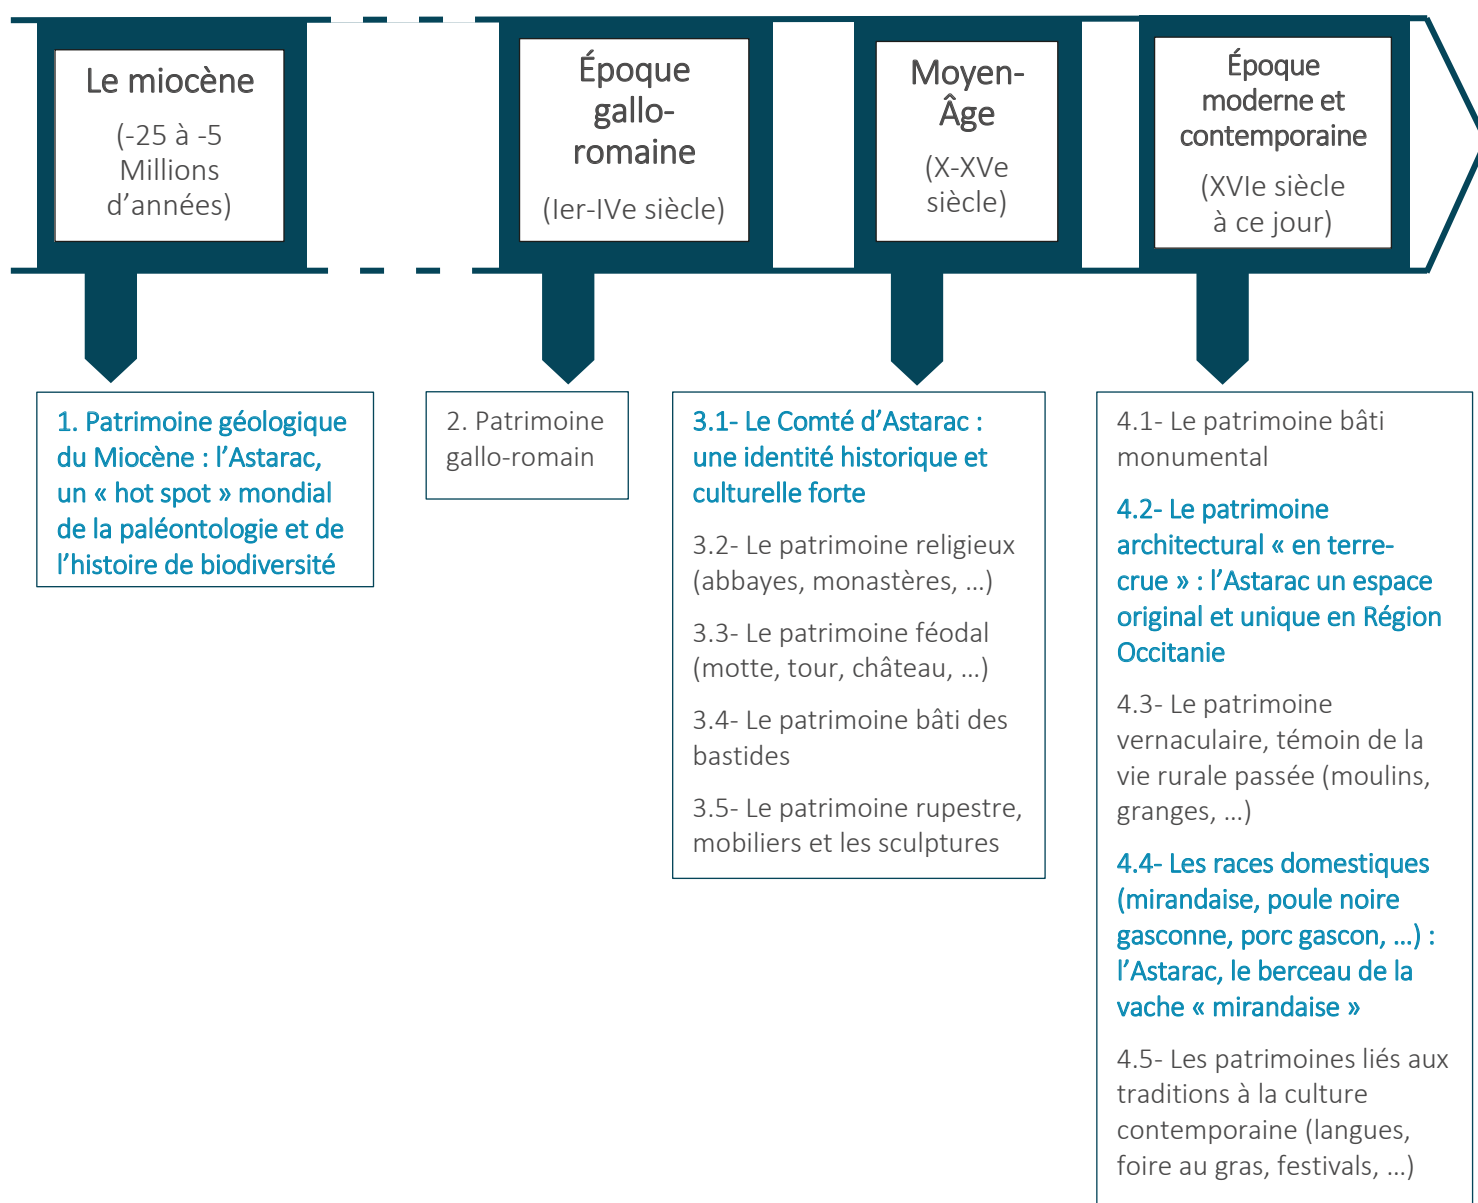 Le miocène
(-25 à -5
Millions
d’années)
Époque
gallo-
romaine
(Ier-IVe siècle)
Moyen-
Âge
(X-XVe
siècle)
Époque
moderne et
contemporaine
(XVIe siècle
à ce jour)
1. Patrimoine géologique
du Miocène : l’Astarac,
un « hot spot » mondial
de la paléontologie et de
l’histoire de biodiversité
2. Patrimoine
gallo-romain
3.1- Le Comté d’Astarac :
une identité historique et
culturelle forte
3.2- Le patrimoine religieux
(abbayes, monastères, …)
3.3- Le patrimoine féodal
(motte, tour, château, …)
3.4- Le patrimoine bâti des
bastides
3.5- Le patrimoine rupestre,
mobiliers et les sculptures
4.1- Le patrimoine bâti
monumental
4.2- Le patrimoine
architectural « en terre-
crue » : l’Astarac un espace
original et unique en Région
Occitanie
4.3- Le patrimoine
vernaculaire, témoin de la
vie rurale passée (moulins,
granges, …)
4.4- Les races domestiques
(mirandaise, poule noire
gasconne, porc gascon, …) :
l’Astarac, le berceau de la
vache « mirandaise »
4.5- Les patrimoines liés aux
traditions à la culture
contemporaine (langues,
foire au gras, festivals, …)